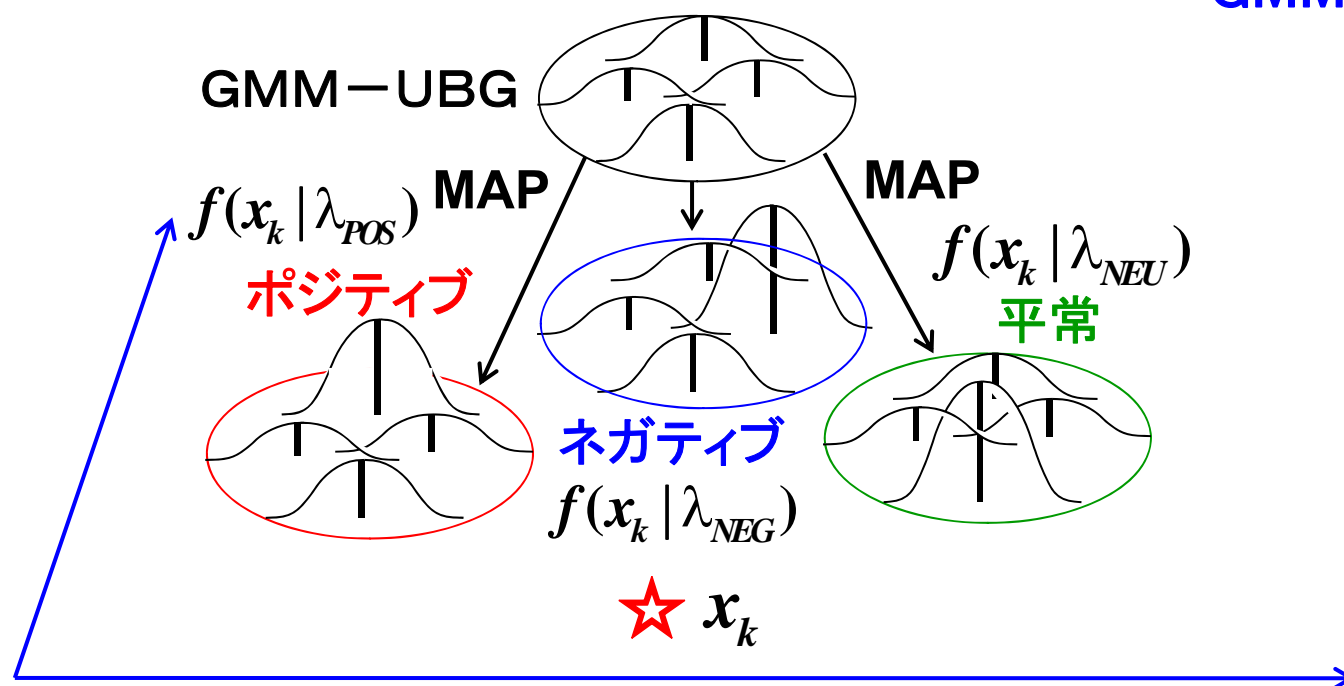 GMM
GMM－UBG
MAP
MAP
f(x_k | λ_POS)
f(x_k | λ_NEU)
ポジティブ
平常
ネガティブ
f(x_k | λ_NEG)
☆ x_k